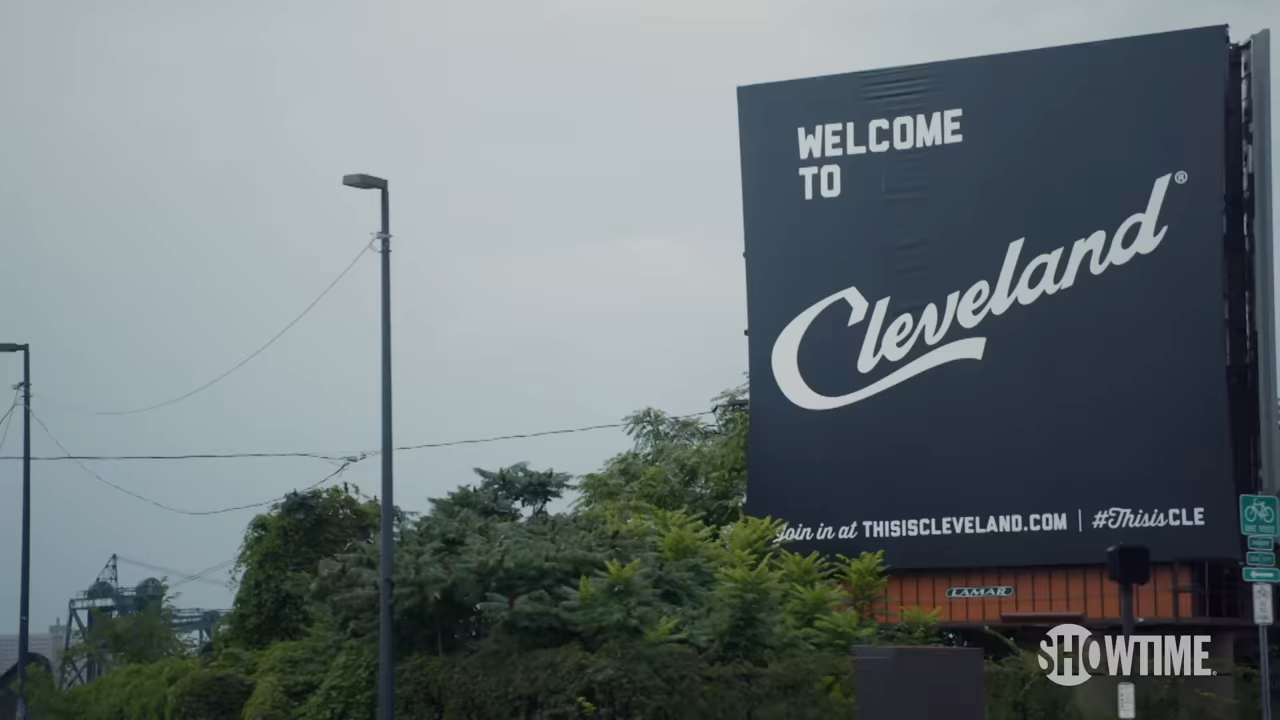 WELCOME
TO
Cleveland®
Join in at THISISCLEVELAND.COM | #ThisisCLE
LAMAR
SHOWTIME